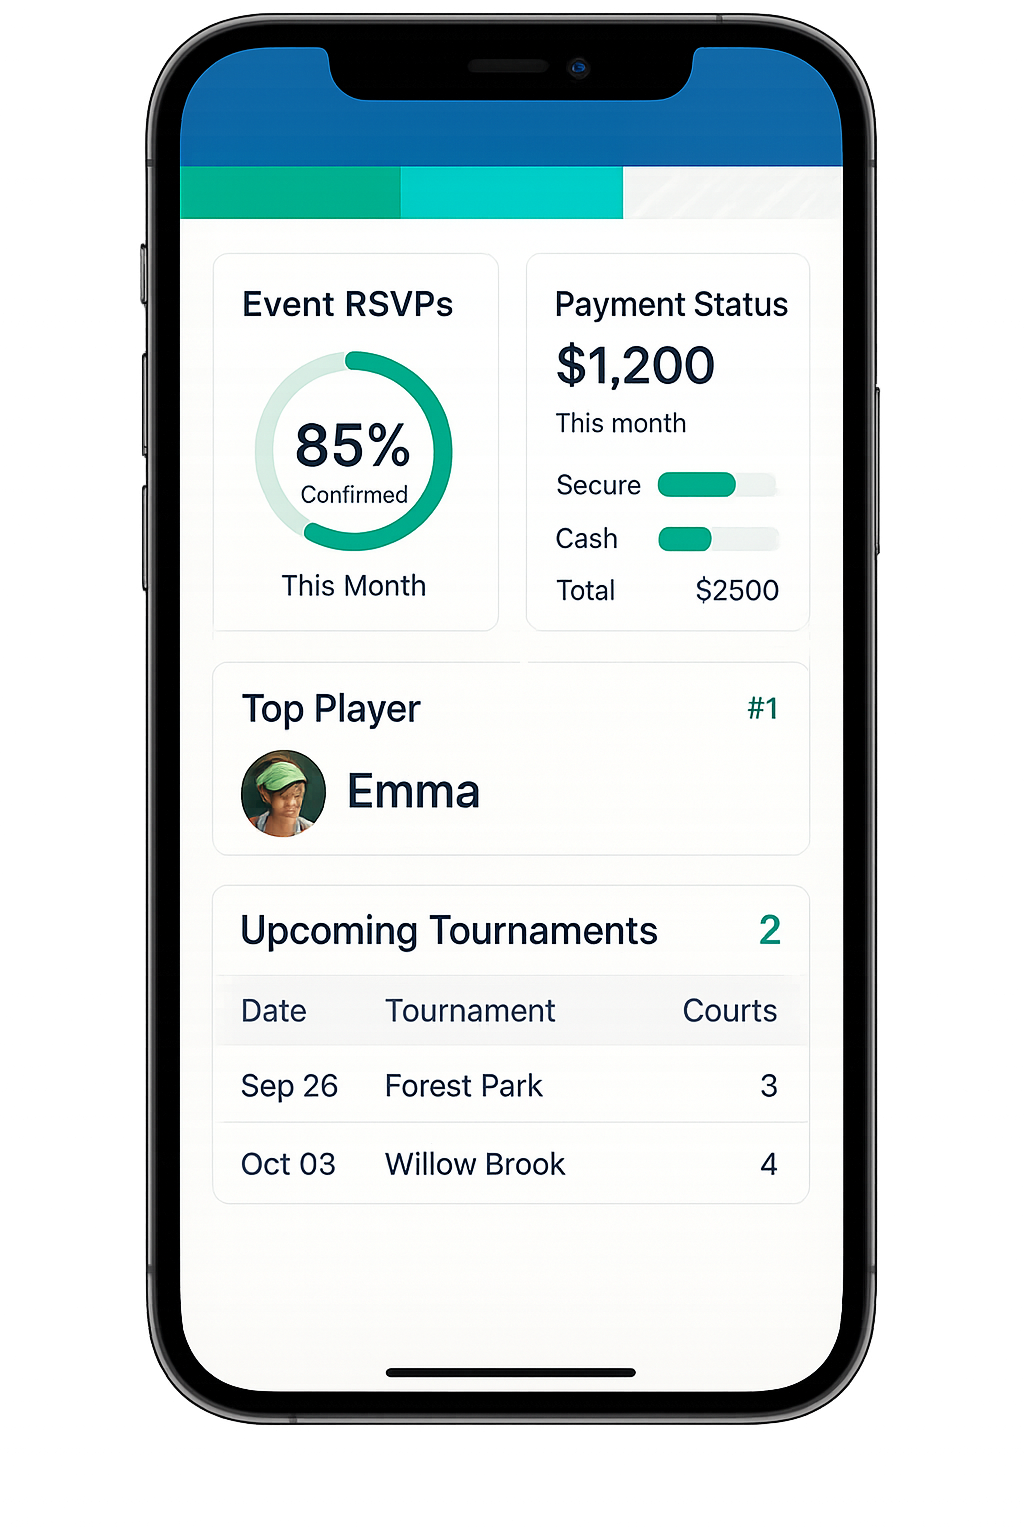 Event RSVPs
85%
Confirmed
This Month
Payment Status
$1,200
This month
Secure
Cash
Total $2500
Top Player #1
Emma
Upcoming Tournaments 2
Date Tournament Courts
Sep 26 Forest Park 3
Oct 03 Willow Brook 4